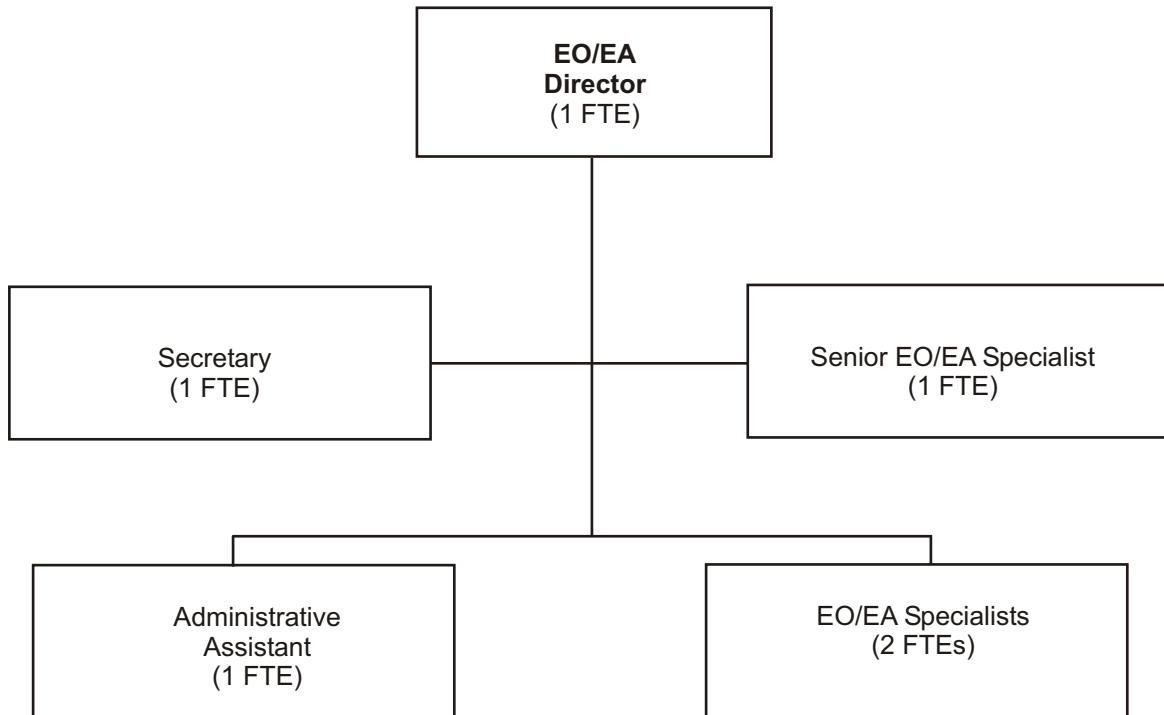 EO/EA
Director
(1 FTE)
Secretary
(1 FTE)
Senior EO/EA Specialist
(1 FTE)
Administrative
Assistant
(1 FTE)
EO/EA Specialists
(2 FTEs)